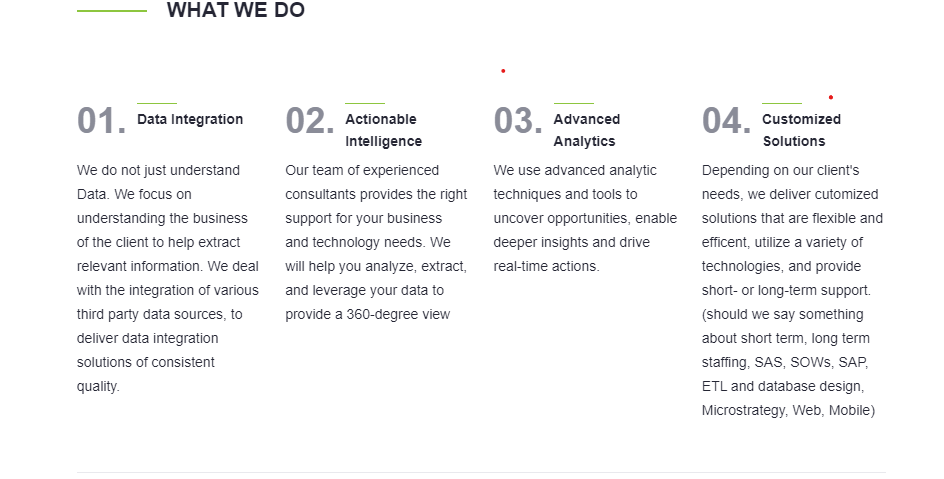 WHAT WE DO
01.
Data Integration
We do not just understand
Data. We focus on
understanding the business
of the client to help extract
relevant information. We deal
with the integration of various
third party data sources, to
deliver data integration
solutions of consistent
quality.
02.
Actionable
Intelligence
Our team of experienced
consultants provides the right
support for your business
and technology needs. We
will help you analyze, extract,
and leverage your data to
provide a 360-degree view
03.
Advanced
Analytics
We use advanced analytic
techniques and tools to
uncover opportunities, enable
deeper insights and drive
real-time actions.
04.
Customized
Solutions
Depending on our client's
needs, we deliver cutomized
solutions that are flexible and
efficent, utilize a variety of
technologies, and provide
short- or long-term support.
(should we say something
about short term, long term
staffing, SAS, SOWs, SAP,
ETL and database design,
Microstrategy, Web, Mobile)